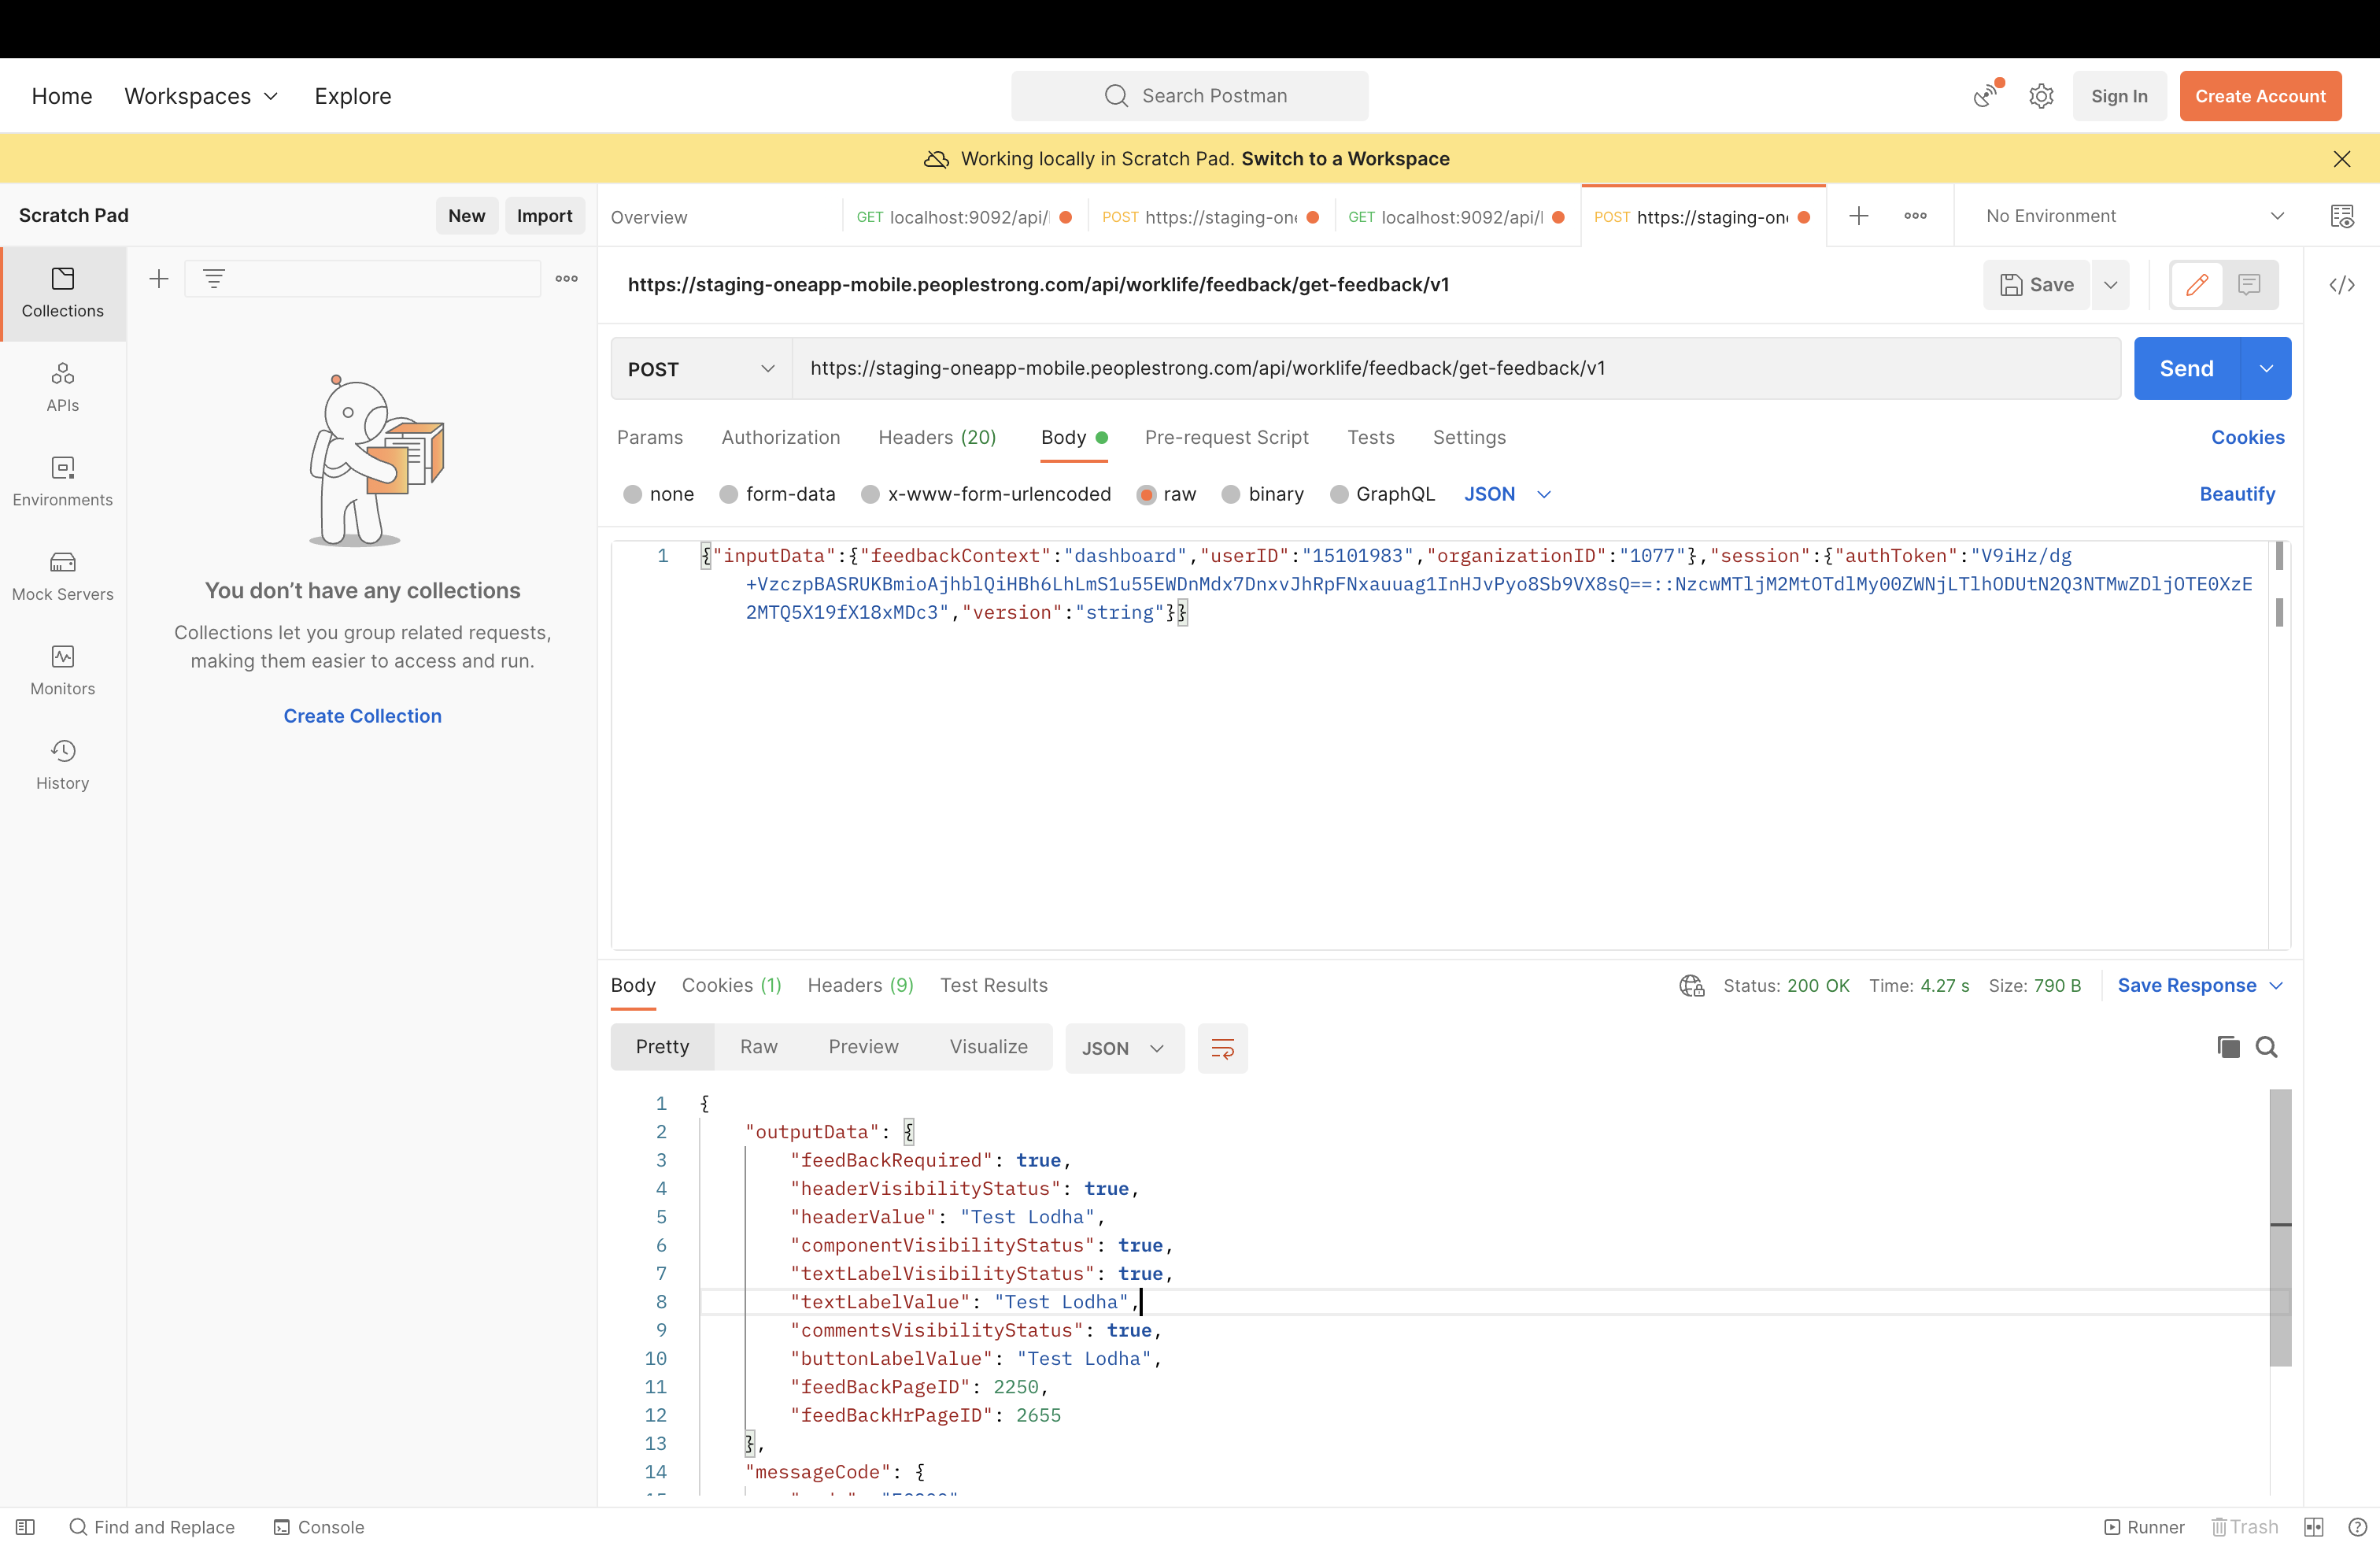 Home Workspaces Explore Search Postman Sign In Create Account
Working locally in Scratch Pad. Switch to a Workspace
Scratch Pad New Import
Overview GET localhost:9092/api/ POST https://staging-one GET localhost:9092/api/l POST https://staging-one No Environment
Collections
APIs
Environments
Mock Servers
Monitors
History
You don’t have any collections
Collections let you group related requests,
making them easier to access and run.
Create Collection
https://staging-oneapp-mobile.peoplestrong.com/api/worklife/feedback/get-feedback/v1 Save
POST https://staging-oneapp-mobile.peoplestrong.com/api/worklife/feedback/get-feedback/v1 Send
Params Authorization Headers (20) Body Pre-request Script Tests Settings Cookies
none form-data x-www-form-urlencoded raw binary GraphQL JSON Beautify
1 {"inputData":{"feedbackContext":"dashboard","userID":"15101983","organizationID":"1077"},"session":{"authToken":"V9iHz/dg
+VzczpBASRUKBmioAjhblQiHBh6LhLmS1u55EWDnMdx7DnxvJhRpFNxauuag1InHJvPyo8Sb9VX8sQ==::NzcwMTljM2MtOTdlMy00ZWNjLTlhODUtN2Q3NTMwZDljOTE0XzE
2MTQ5X19fX18xMDc3","version":"string"}}
Body Cookies (1) Headers (9) Test Results Status: 200 OK Time: 4.27 s Size: 790 B Save Response
Pretty Raw Preview Visualize JSON
1 {
2 "outputData": {
3 "feedBackRequired": true,
4 "headerVisibilityStatus": true,
5 "headerValue": "Test Lodha",
6 "componentVisibilityStatus": true,
7 "textLabelVisibilityStatus": true,
8 "textLabelValue": "Test Lodha",
9 "commentsVisibilityStatus": true,
10 "buttonLabelValue": "Test Lodha",
11 "feedBackPageID": 2250,
12 "feedBackHrPageID": 2655
13 },
14 "messageCode": {
Find and Replace Console Runner Trash